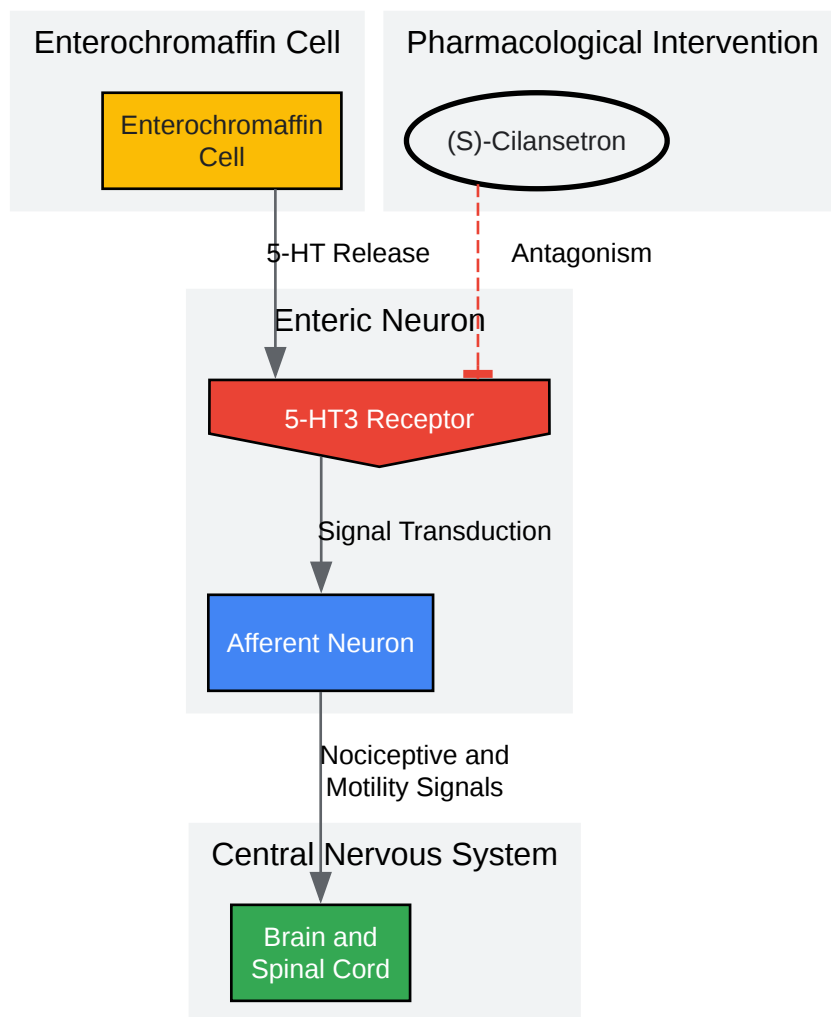 Enterochromaffin Cell
Pharmacological Intervention
Enterochromaffin
Cell
(S)-Cilansetron
5-HT Release
Antagonism
Enteric Neuron
5-HT3 Receptor
Signal Transduction
Afferent Neuron
Nociceptive and
Motility Signals
Central Nervous System
Brain and
Spinal Cord